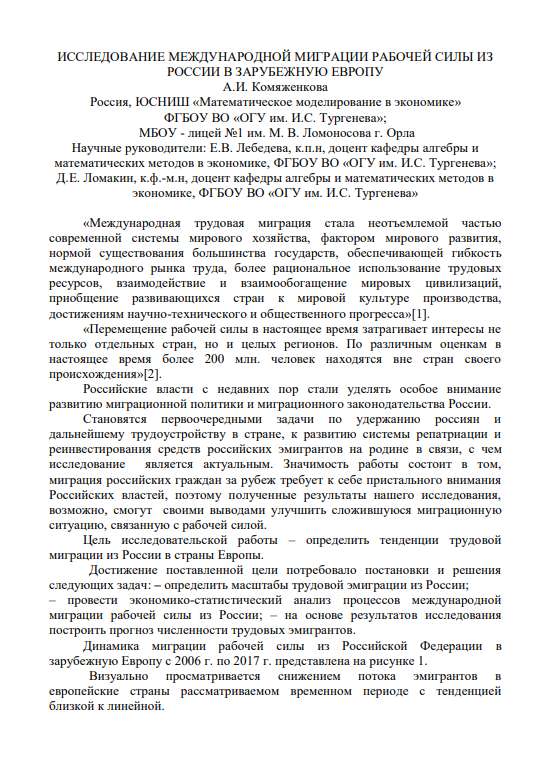 ИССЛЕДОВАНИЕ МЕЖДУНАРОДНОЙ МИГРАЦИИ РАБОЧЕЙ СИЛЫ ИЗ
РОССИИ В ЗАРУБЕЖНУЮ ЕВРОПУ
А.И. Комяженкова
Россия, ЮСНИШ «Математическое моделирование в экономике»
ФГБОУ ВО «ОГУ им. И.С. Тургенева»;
МБОУ - лицей №1 им. М. В. Ломоносова г. Орла
Научные руководители: Е.В. Лебедева, к.п.н, доцент кафедры алгебры и
математических методов в экономике, ФГБОУ ВО «ОГУ им. И.С. Тургенева»;
Д.Е. Ломакин, к.ф.-м.н, доцент кафедры алгебры и математических методов в
экономике, ФГБОУ ВО «ОГУ им. И.С. Тургенева»
«Международная трудовая миграция стала неотъемлемой частью
современной системы мирового хозяйства, фактором мирового развития,
нормой существования большинства государств, обеспечивающей гибкость
международного рынка труда, более рациональное использование трудовых
ресурсов, взаимодействие и взаимообогащение мировых цивилизаций,
приобщение развивающихся стран к мировой культуре производства,
достижениям научно-технического и общественного прогресса»[1].
«Перемещение рабочей силы в настоящее время затрагивает интересы не
только отдельных стран, но и целых регионов. По различным оценкам в
настоящее время более 200 млн. человек находятся вне стран своего
происхождения»[2].
Российские власти с недавних пор стали уделять особое внимание
развитию миграционной политики и миграционного законодательства России.
Становятся первоочередными задачи по удержанию россиян и
дальнейшему трудоустройству в стране, к развитию системы репатриации и
реинвестирования средств российских эмигрантов на родине в связи, с чем
исследование является актуальным. Значимость работы состоит в том,
миграция российских граждан за рубеж требует к себе пристального внимания
Российских властей, поэтому полученные результаты нашего исследования,
возможно, смогут своими выводами улучшить сложившуюся миграционную
ситуацию, связанную с рабочей силой.
Цель исследовательской работы – определить тенденции трудовой
миграции из России в страны Европы.
Достижение поставленной цели потребовало постановки и решения
следующих задач: – определить масштабы трудовой эмиграции из России;
– провести экономико-статистический анализ процессов международной
миграции рабочей силы из России; – на основе результатов исследования
построить прогноз численности трудовых эмигрантов.
Динамика миграции рабочей силы из Российской Федерации в
зарубежную Европу с 2006 г. по 2017 г. представлена на рисунке 1.
Визуально просматривается снижением потока эмигрантов в
европейские страны рассматриваемом временном периоде с тенденцией
близкой к линейной.